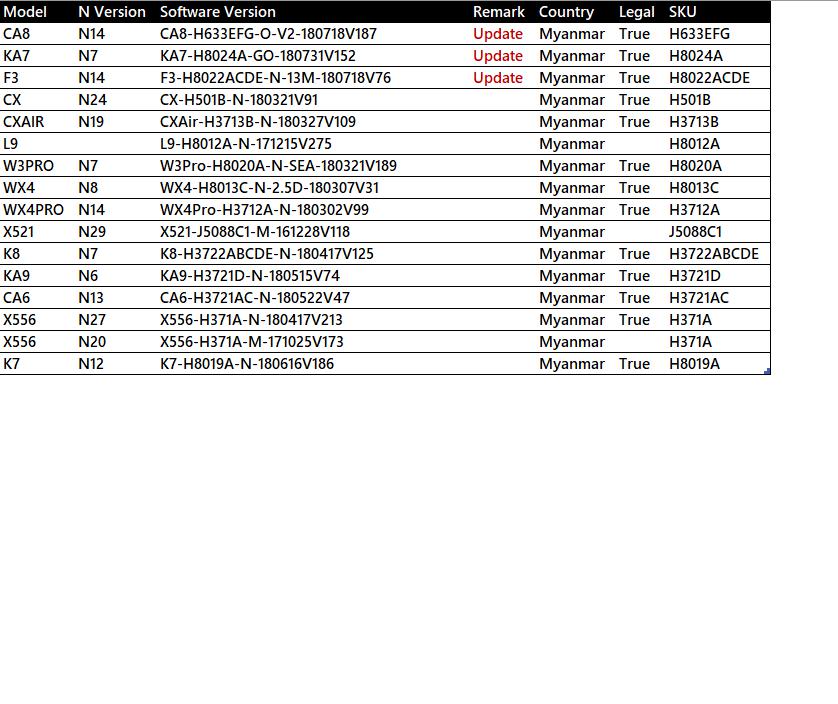 Model N Version Software Version Remark Country Legal SKU
CA8 N14 CA8-H633EFG-O-V2-180718V187 Update Myanmar True H633EFG
KA7 N7 KA7-H8024A-GO-180731V152 Update Myanmar True H8024A
F3 N14 F3-H8022ACDE-N-13M-180718V76 Update Myanmar True H8022ACDE
CX N24 CX-H501B-N-180321V91 Myanmar True H501B
CXAIR N19 CXAir-H3713B-N-180327V109 Myanmar True H3713B
L9 L9-H8012A-N-171215V275 Myanmar H8012A
W3PRO N7 W3Pro-H8020A-N-SEA-180321V189 Myanmar True H8020A
WX4 N8 WX4-H8013C-N-2.5D-180307V31 Myanmar True H8013C
WX4PRO N14 WX4Pro-H3712A-N-180302V99 Myanmar True H3712A
X521 N29 X521-J5088C1-M-161228V118 Myanmar J5088C1
K8 N7 K8-H3722ABCDE-N-180417V125 Myanmar True H3722ABCDE
KA9 N6 KA9-H3721D-N-180515V74 Myanmar True H3721D
CA6 N13 CA6-H3721AC-N-180522V47 Myanmar True H3721AC
X556 N27 X556-H371A-N-180417V213 Myanmar True H371A
X556 N20 X556-H371A-M-171025V173 Myanmar H371A
K7 N12 K7-H8019A-N-180616V186 Myanmar True H8019A